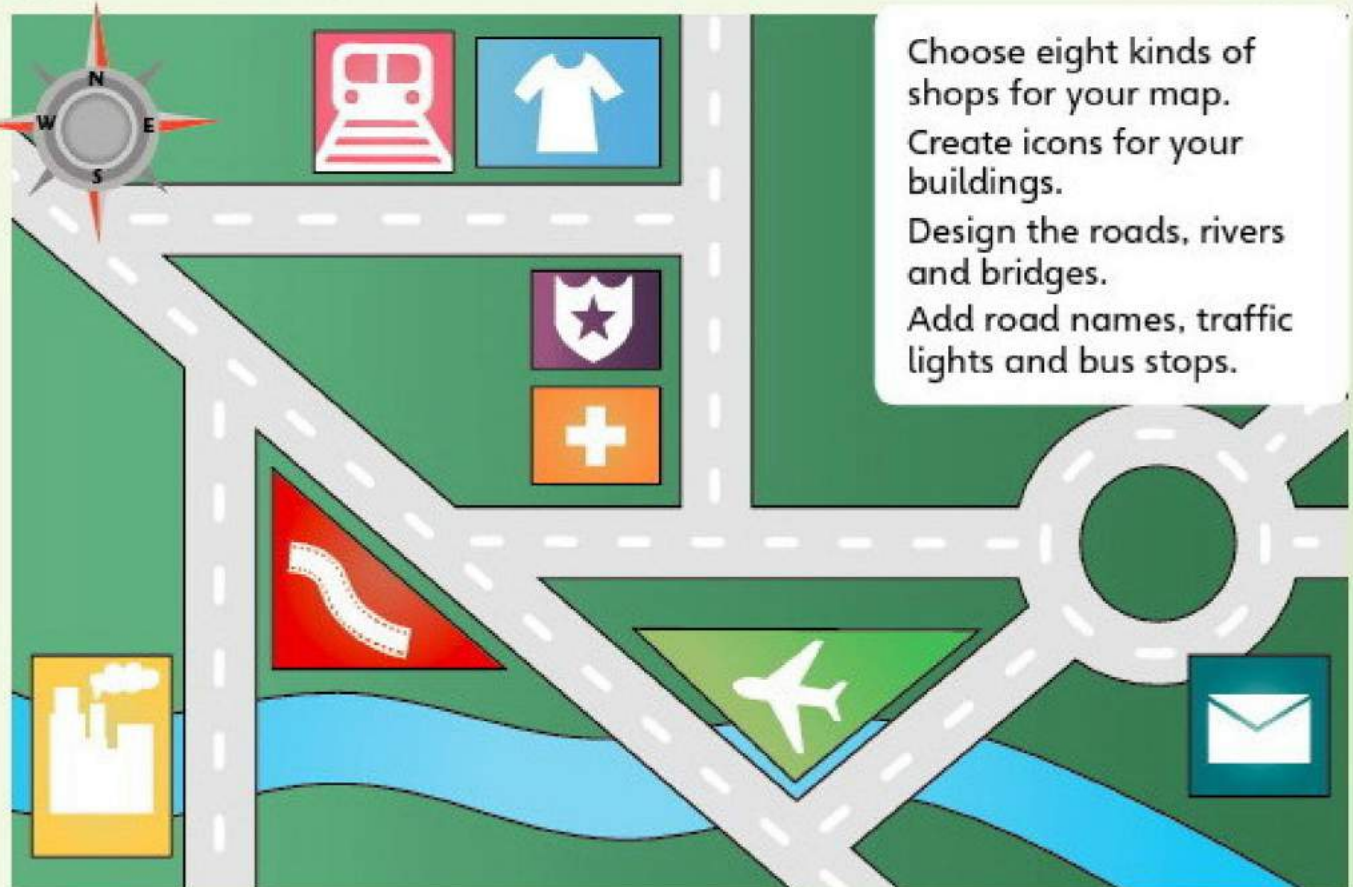 N
W
E
S
Choose eight kinds of
shops for your map.
Create icons for your
buildings.
Design the roads, rivers
and bridges.
Add road names, traffic
lights and bus stops.